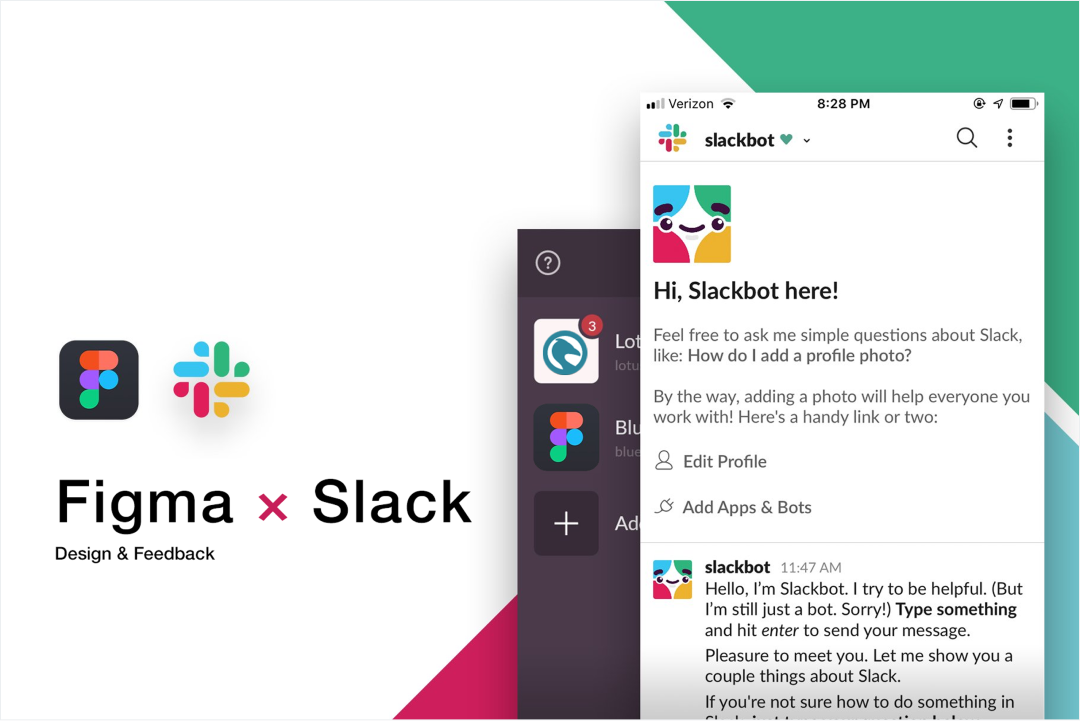 Figma × Slack
Design & Feedback
3
Verizon
8:28 PM
slackbot
Hi, Slackbot here!
Feel free to ask me simple questions about Slack,
like: How do I add a profile photo?
By the way, adding a photo will help everyone you
work with! Here's a handy link or two:
Edit Profile
Add Apps & Bots
slackbot 11:47 AM
Hello, I’m Slackbot. I try to be helpful. (But
I’m still just a bot. Sorry!) Type something
and hit enter to send your message.
Pleasure to meet you. Let me show you a
couple things about Slack.
If you're not sure how to do something in